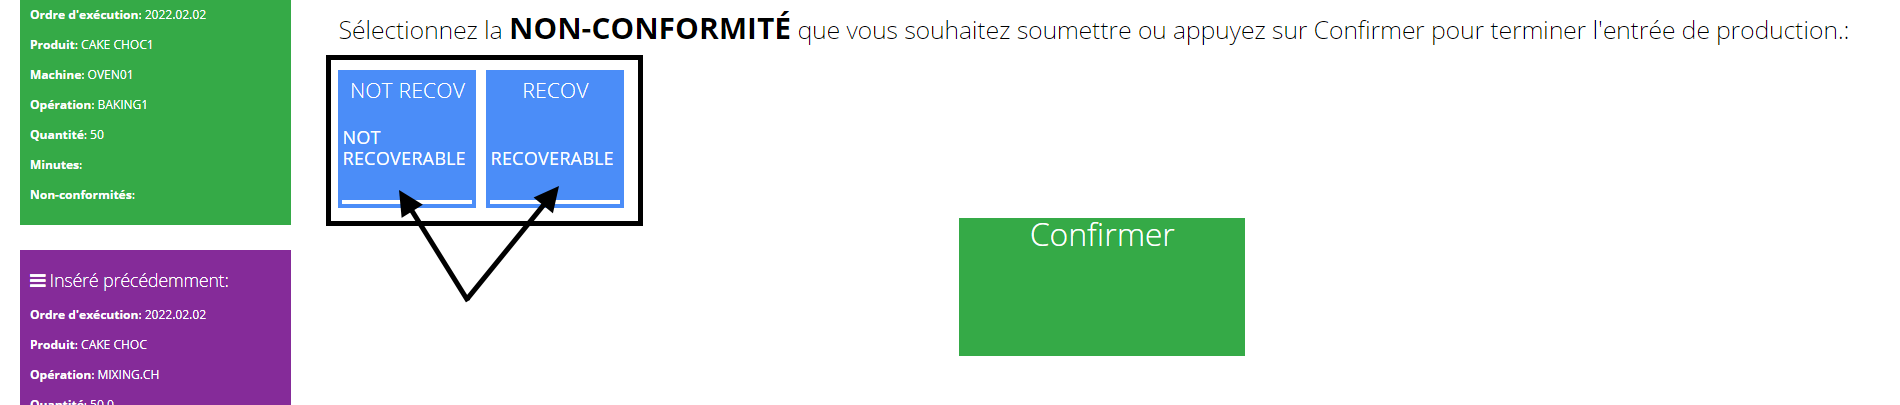 Ordre d'exécution: 2022.02.02
Produit: CAKE CHOC1
Machine: OVEN01
Opération: BAKING1
Quantité: 50
Minutes:
Non-conformités:
Inséré précédemment:
Ordre d'exécution: 2022.02.02
Produit: CAKE CHOC
Opération: MIXING.CH
Quantité: 50.0
Sélectionnez la NON-CONFORMITÉ que vous souhaitez soumettre ou appuyez sur Confirmer pour terminer l'entrée de production.:
NOT RECOV
NOT
RECOVERABLE
RECOV
RECOVERABLE
Confirmer